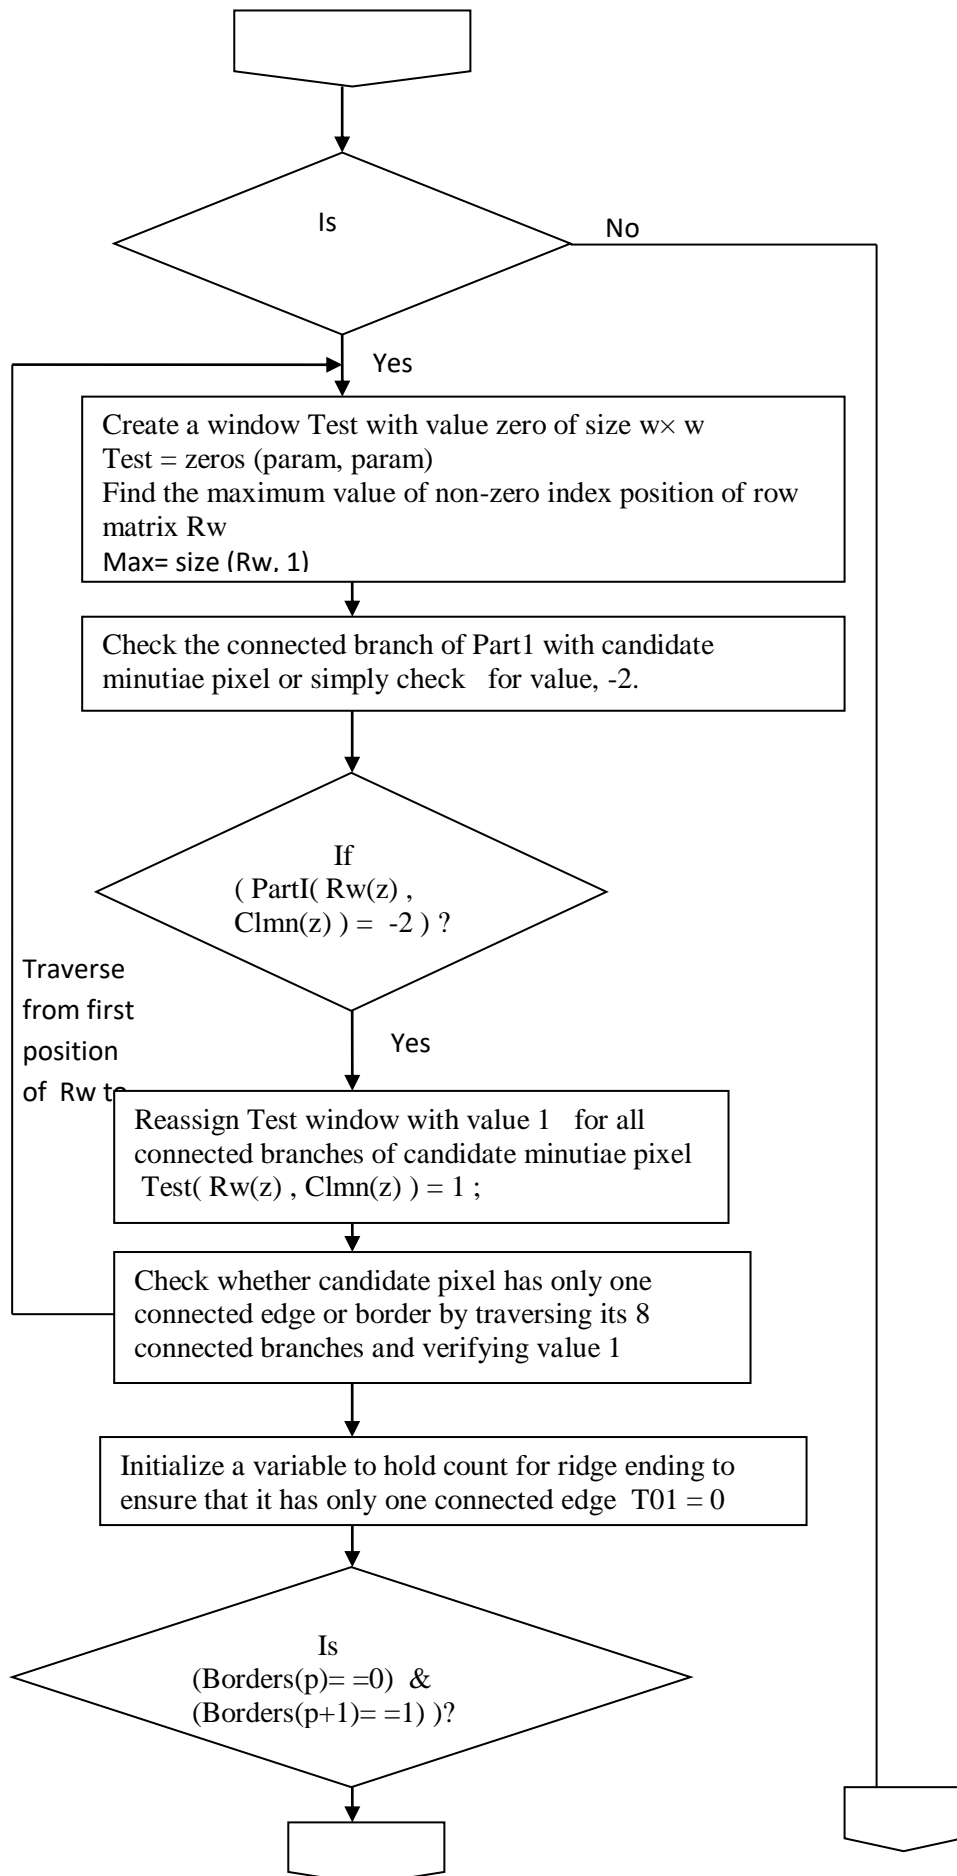 Is
No
Yes
Create a window Test with value zero of size w× w
Test = zeros (param, param)
Find the maximum value of non-zero index position of row
matrix Rw
Max= size (Rw, 1)
Check the connected branch of Part1 with candidate
minutiae pixel or simply check   for value, -2.
If
( PartI( Rw(z) ,
Clmn(z) ) =  -2 ) ?
Traverse
from first
position
of  Rw to
Yes
Reassign Test window with value 1   for all
connected branches of candidate minutiae pixel
Test( Rw(z) , Clmn(z) ) = 1 ;
Check whether candidate pixel has only one
connected edge or border by traversing its 8
connected branches and verifying value 1
Initialize a variable to hold count for ridge ending to
ensure that it has only one connected edge  T01 = 0
Is
(Borders(p)= =0)  &
(Borders(p+1)= =1) )?